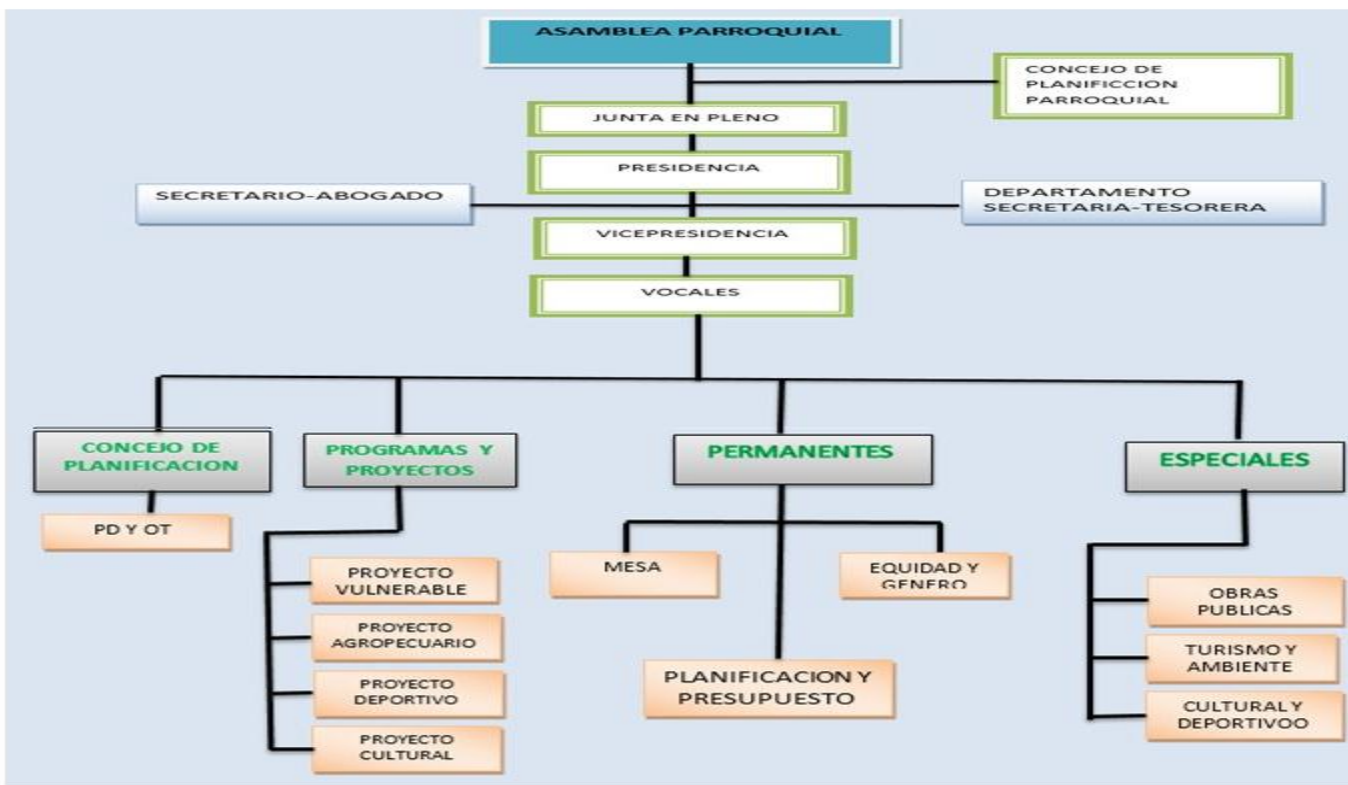 ASAMBLEA PARROQUIAL
CONCEJO DE
PLANIFICCION
PARROQUIAL
JUNTA EN PLENO
PRESIDENCIA
SECRETARIO-ABOGADO
DEPARTAMENTO
SECRETARIA-TESORERA
VICEPRESIDENCIA
VOCALES
CONCEJO DE
PLANIFICACION
PROGRAMAS Y
PROYECTOS
PERMANENTES
ESPECIALES
PD Y OT
PROYECTO
VULNERABLE
PROYECTO
AGROPECUARIO
PROYECTO
DEPORTIVO
PROYECTO
CULTURAL
MESA
EQUIDAD Y
GENERO
PLANIFICACION Y
PRESUPUESTO
OBRAS
PUBLICAS
TURISMO Y
AMBIENTE
CULTURAL Y
DEPORTIVOO